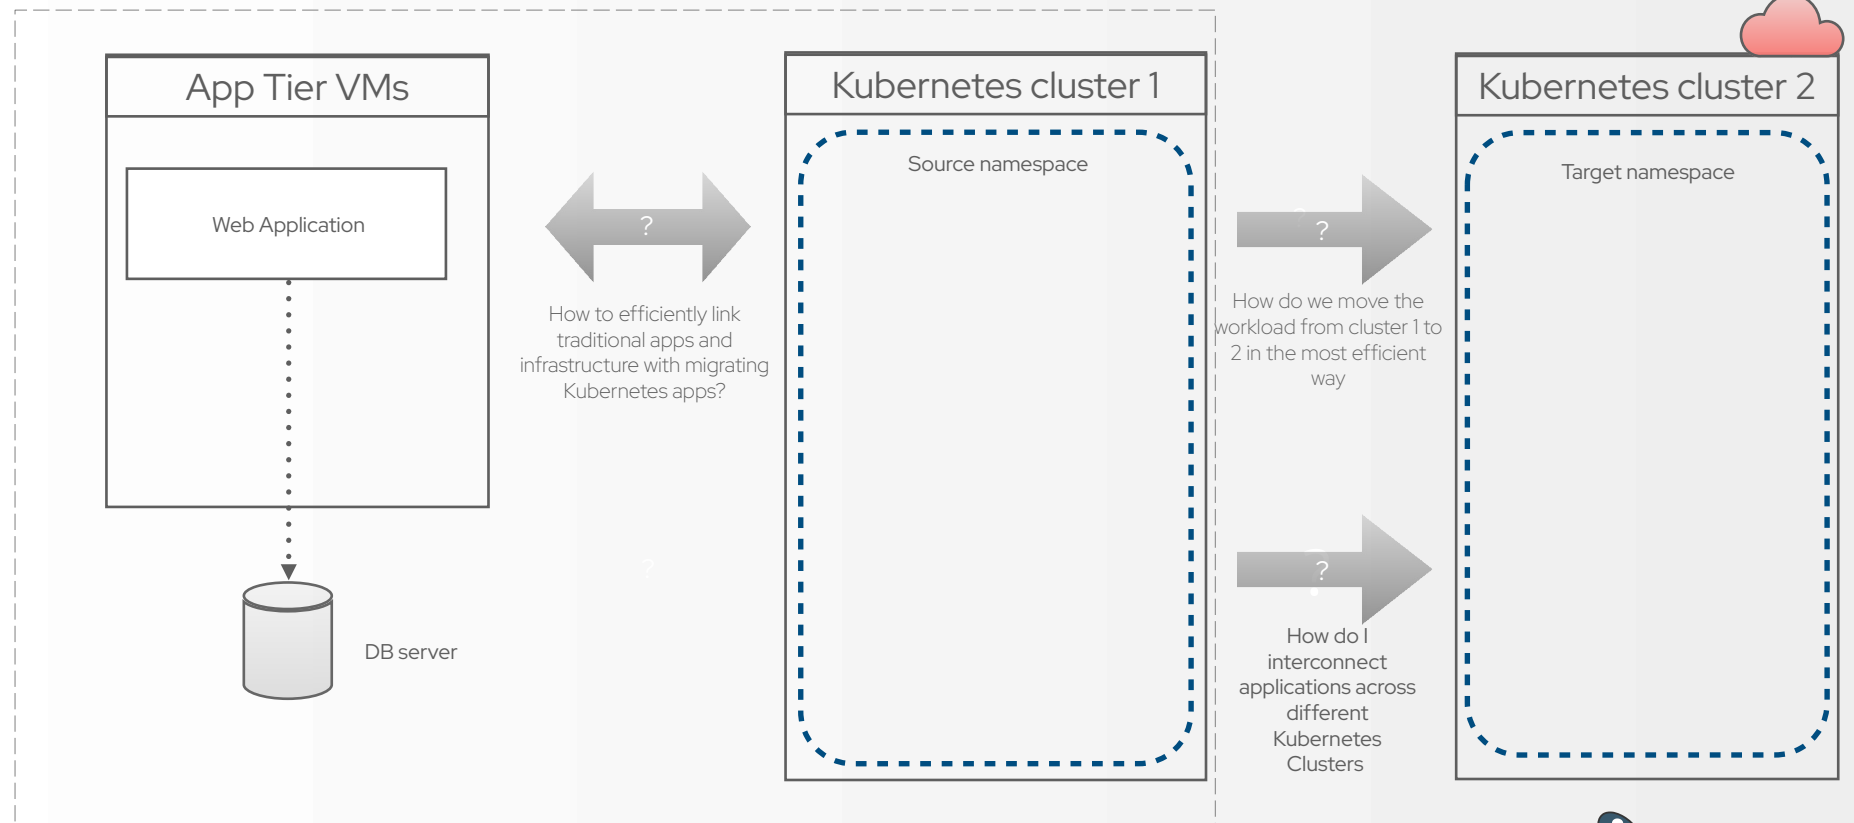 App Tier VMs
Web Application
DB server
?
How to efficiently link
traditional apps and
infrastructure with migrating
Kubernetes apps?
?
Kubernetes cluster 1
Source namespace
?
How do we move the
workload from cluster 1 to
2 in the most efficient
way
?
How do I
interconnect
applications across
different
Kubernetes
Clusters
Kubernetes cluster 2
Target namespace